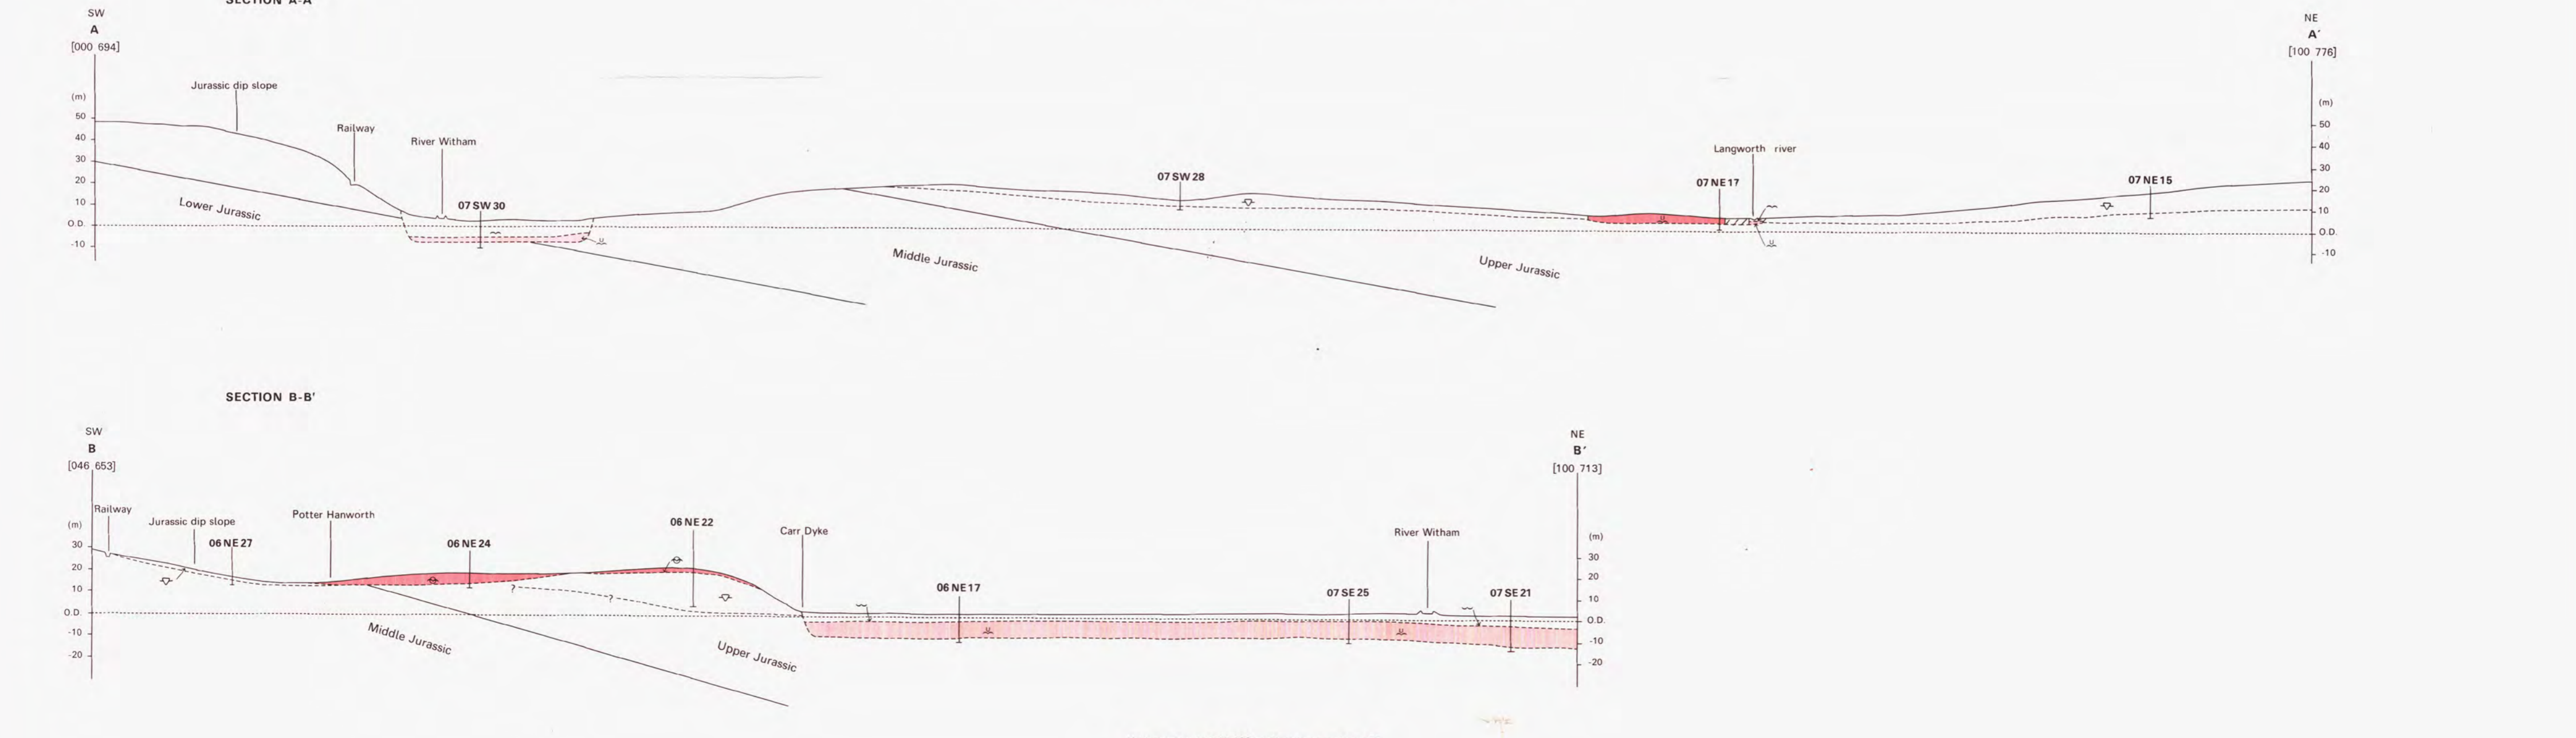 SECTION A-A'
SW
A
[000 694]
NE
A′
[100 776]
Jurassic dip slope
Railway
River Witham
07 SW 30
07 SW 28
07 NE 17
Langworth river
07 NE 15
(m)
50
40
30
20
10
O.D.
-10
(m)
50
40
30
20
10
O.D.
-10
Lower Jurassic
Middle Jurassic
Upper Jurassic
SECTION B-B'
SW
B
[046 653]
NE
B′
[100 713]
Railway
Jurassic dip slope
06 NE 27
Potter Hanworth
06 NE 24
06 NE 22
Carr Dyke
06 NE 17
07 SE 25
River Witham
07 SE 21
(m)
30
20
10
O.D.
-10
-20
(m)
30
20
10
O.D.
-10
-20
?
?
Middle Jurassic
Upper Jurassic